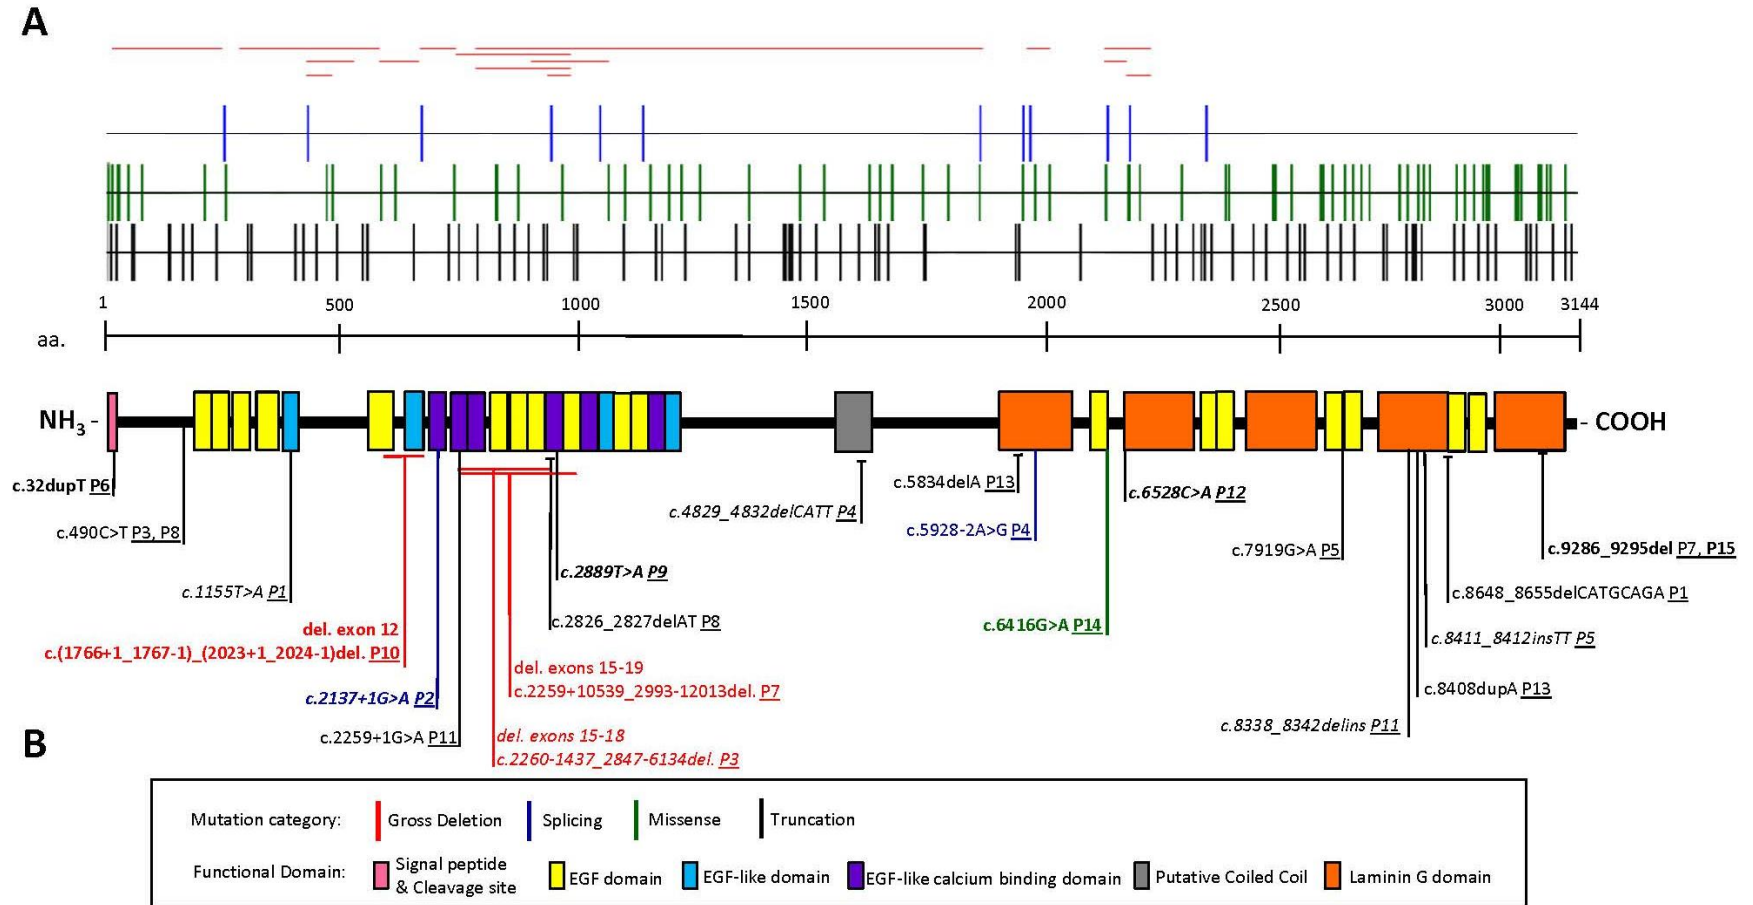 A
1 500 1000 1500 2000 2500 3000 3144
aa.
NH3 - - COOH
c.32dupT P6
c.490C>T P3, P8
c.1155T>A P1
del. exon 12
c.(1766+1_1767-1)_(2023+1_2024-1)del. P10
c.2137+1G>A P2
c.2259+1G>A P11
del. exons 15-18
c.2260-1437_2847-6134del. P3
del. exons 15-19
c.2259+10539_2993-12013del. P7
c.2826_2827delAT P8
c.2889T>A P9
c.4829_4832delCATT P4
c.5834delA P13
c.5928-2A>G P4
c.6416G>A P14
c.6528C>A P12
c.7919G>A P5
c.8338_8342delins P11
c.8408dupA P13
c.8411_8412insTT P5
c.8648_8655delCATGCAGA P1
c.9286_9295del P7, P15
B
Mutation category: Gross Deletion Splicing Missense Truncation
Functional Domain: Signal peptide
& Cleavage site
EGF domain EGF-like domain EGF-like calcium binding domain Putative Coiled Coil Laminin G domain